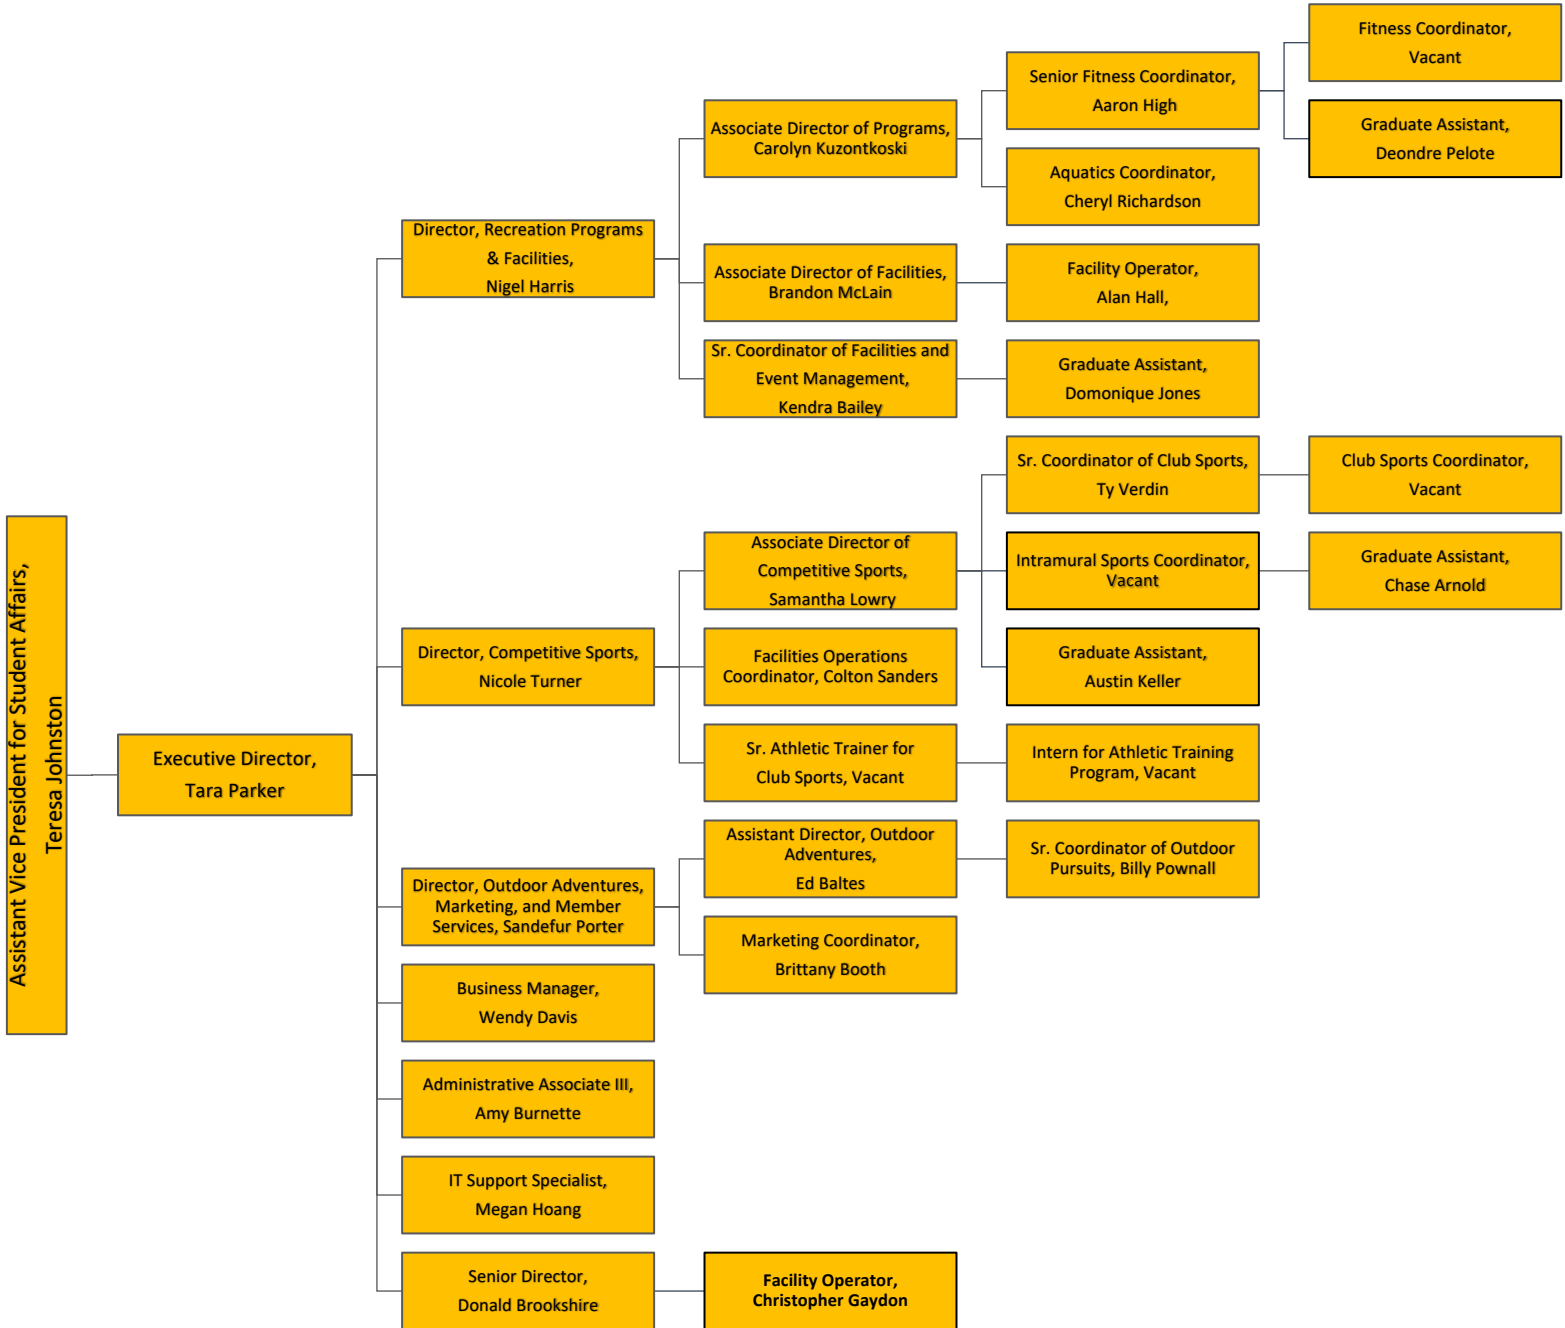 Assistant Vice President for Student Affairs,
Teresa Johnston
Executive Director,
Tara Parker
Director, Recreation Programs
& Facilities,
Nigel Harris
Associate Director of Programs,
Carolyn Kuzontkoski
Senior Fitness Coordinator,
Aaron High
Fitness Coordinator,
Vacant
Graduate Assistant,
Deondre Pelote
Aquatics Coordinator,
Cheryl Richardson
Associate Director of Facilities,
Brandon McLain
Facility Operator,
Alan Hall,
Sr. Coordinator of Facilities and
Event Management,
Kendra Bailey
Graduate Assistant,
Domonique Jones
Director, Competitive Sports,
Nicole Turner
Associate Director of
Competitive Sports,
Samantha Lowry
Sr. Coordinator of Club Sports,
Ty Verdin
Club Sports Coordinator,
Vacant
Intramural Sports Coordinator,
Vacant
Graduate Assistant,
Chase Arnold
Graduate Assistant,
Austin Keller
Facilities Operations
Coordinator, Colton Sanders
Sr. Athletic Trainer for
Club Sports, Vacant
Intern for Athletic Training
Program, Vacant
Director, Outdoor Adventures,
Marketing, and Member
Services, Sandefur Porter
Assistant Director, Outdoor
Adventures,
Ed Baltes
Sr. Coordinator of Outdoor
Pursuits, Billy Pownall
Marketing Coordinator,
Brittany Booth
Business Manager,
Wendy Davis
Administrative Associate III,
Amy Burnette
IT Support Specialist,
Megan Hoang
Senior Director,
Donald Brookshire
Facility Operator,
Christopher Gaydon